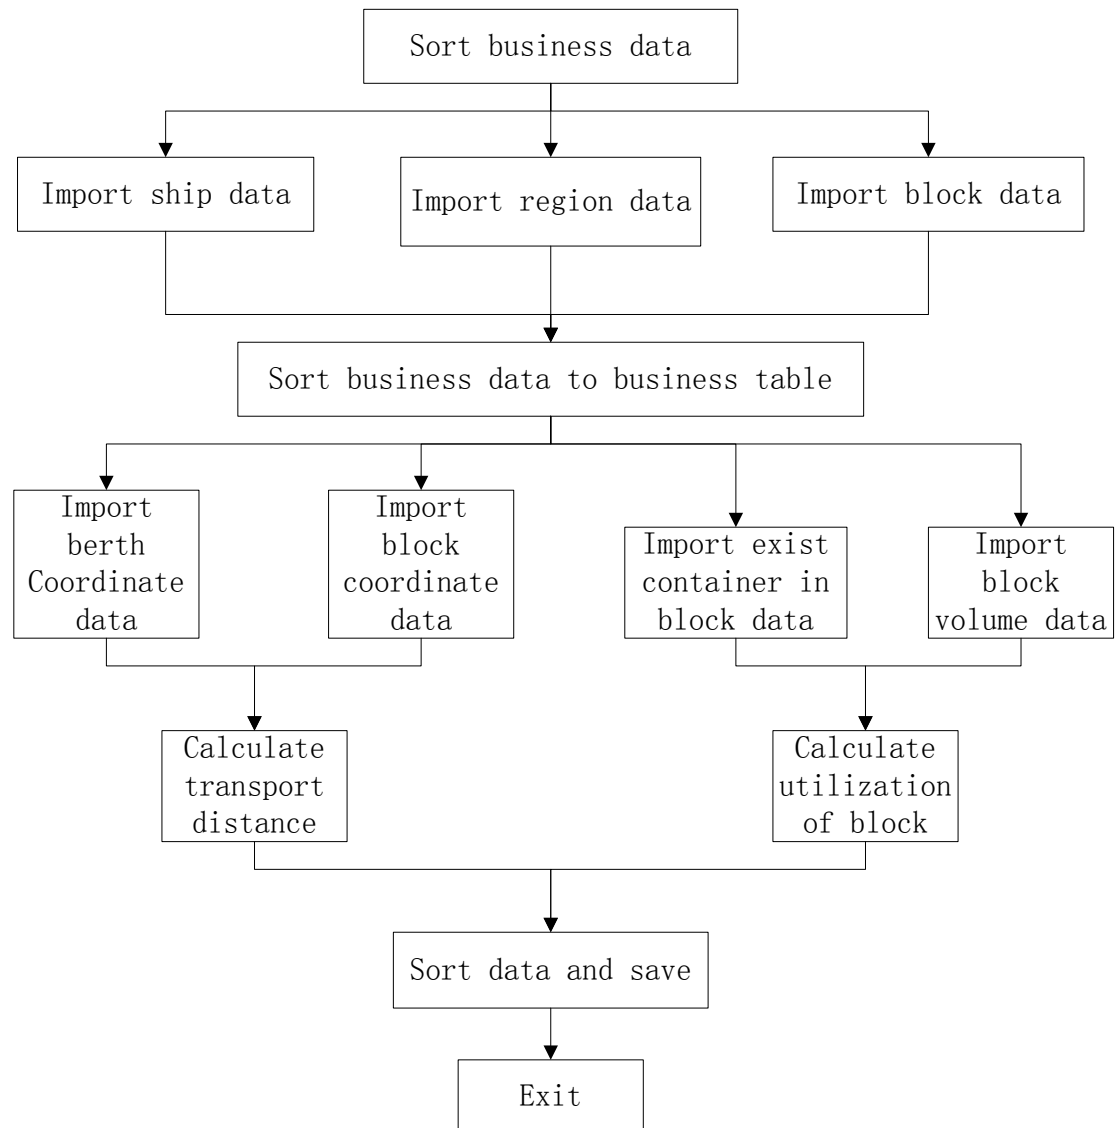 Sort business data
Import ship data
Import region data
Import block data
Sort business data to business table
Import
berth
Coordinate
data
Import
block
coordinate
data
Import exist
container in
block data
Import
block
volume data
Calculate
transport
distance
Calculate
utilization
of block
Sort data and save
Exit